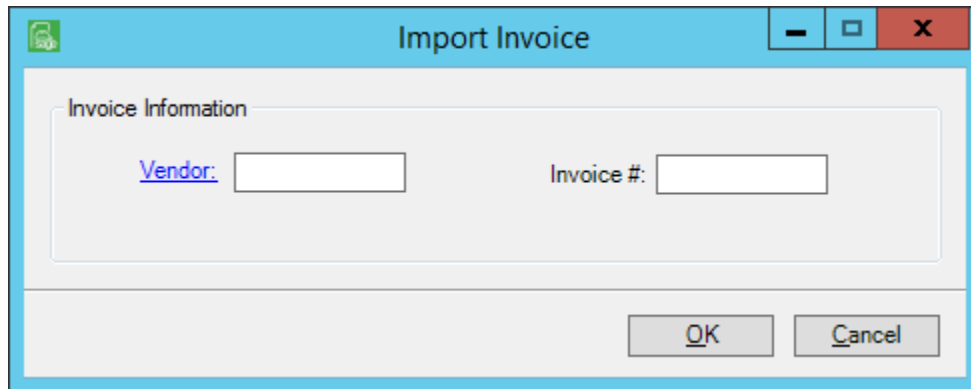 Import Invoice
Invoice Information
Vendor: Invoice #:
OK Cancel